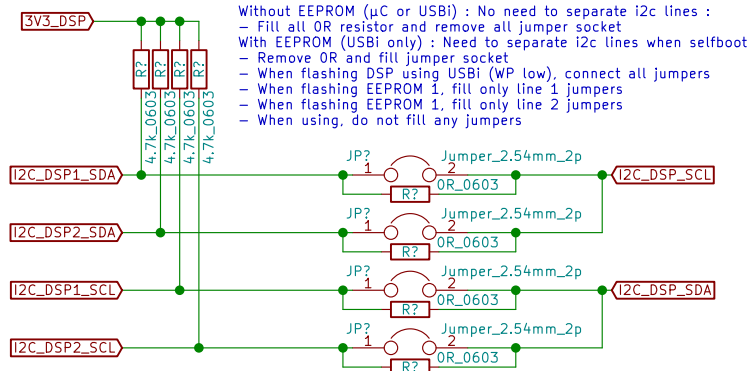 3V3_DSP
Without EEPROM (µC or USBi) : No need to separate i2c lines :
– Fill all 0R resistor and remove all jumper socket
With EEPROM (USBi only) : Need to separate i2c lines when selfboot
– Remove 0R and fill jumper socket
– When flashing DSP using USBi (WP low), connect all jumpers
– When flashing EEPROM 1, fill only line 1 jumpers
– When flashing EEPROM 1, fill only line 2 jumpers
– When using, do not fill any jumpers
R?
R?
R?
R?
4.7k_0603
4.7k_0603
4.7k_0603
4.7k_0603
I2C_DSP1_SDA
JP?
1
2
Jumper_2.54mm_2p
R?
0R_0603
I2C_DSP_SCL
I2C_DSP2_SDA
JP?
1
2
Jumper_2.54mm_2p
R?
0R_0603
I2C_DSP1_SCL
JP?
1
2
Jumper_2.54mm_2p
R?
0R_0603
I2C_DSP_SDA
I2C_DSP2_SCL
JP?
1
2
Jumper_2.54mm_2p
R?
0R_0603